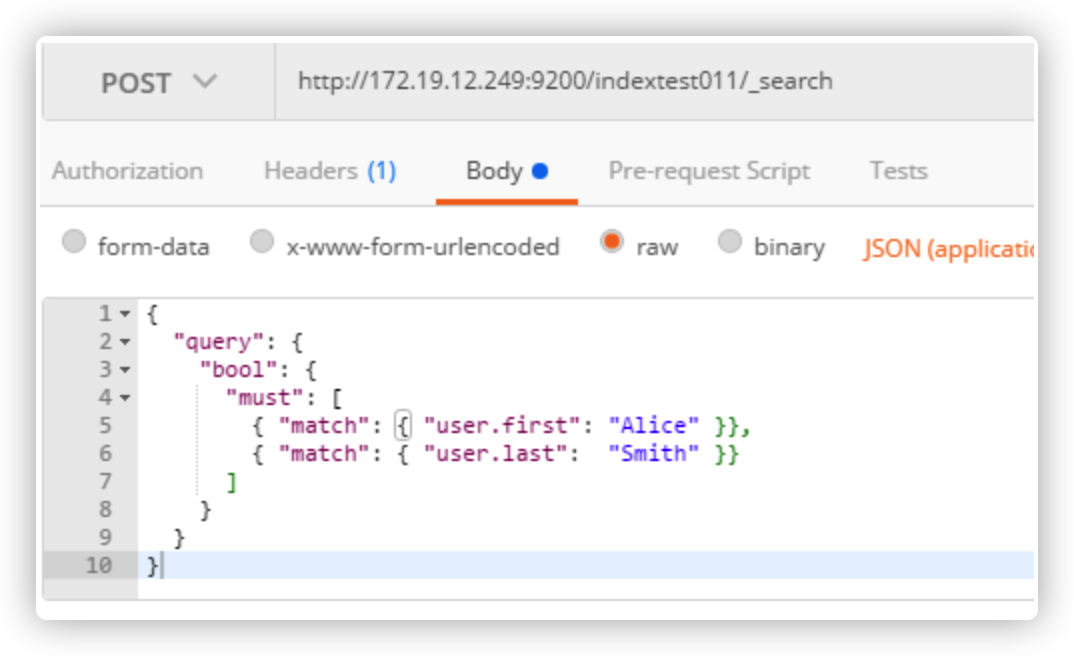 POST http://172.19.12.249:9200/indextest011/_search
Authorization Headers (1) Body Pre-request Script Tests
form-data x-www-form-urlencoded raw binary JSON (applicatio
1 {
2 "query": {
3 "bool": {
4 "must": [
5 { "match": { "user.first": "Alice" }},
6 { "match": { "user.last": "Smith" }}
7 ]
8 }
9 }
10 }